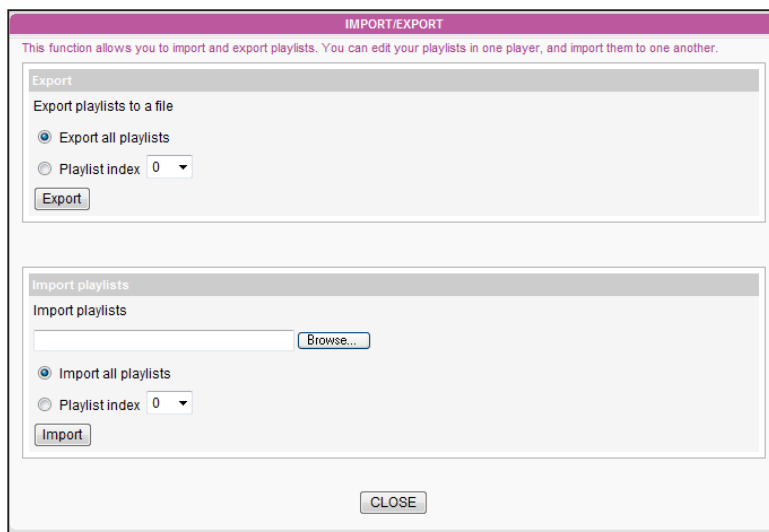 IMPORT/EXPORT
This function allows you to import and export playlists. You can edit your playlists in one player, and import them to one another.
Export
Export playlists to a file
Export all playlists
Playlist index 0
Export
Import playlists
Import playlists
Browse...
Import all playlists
Playlist index 0
Import
CLOSE